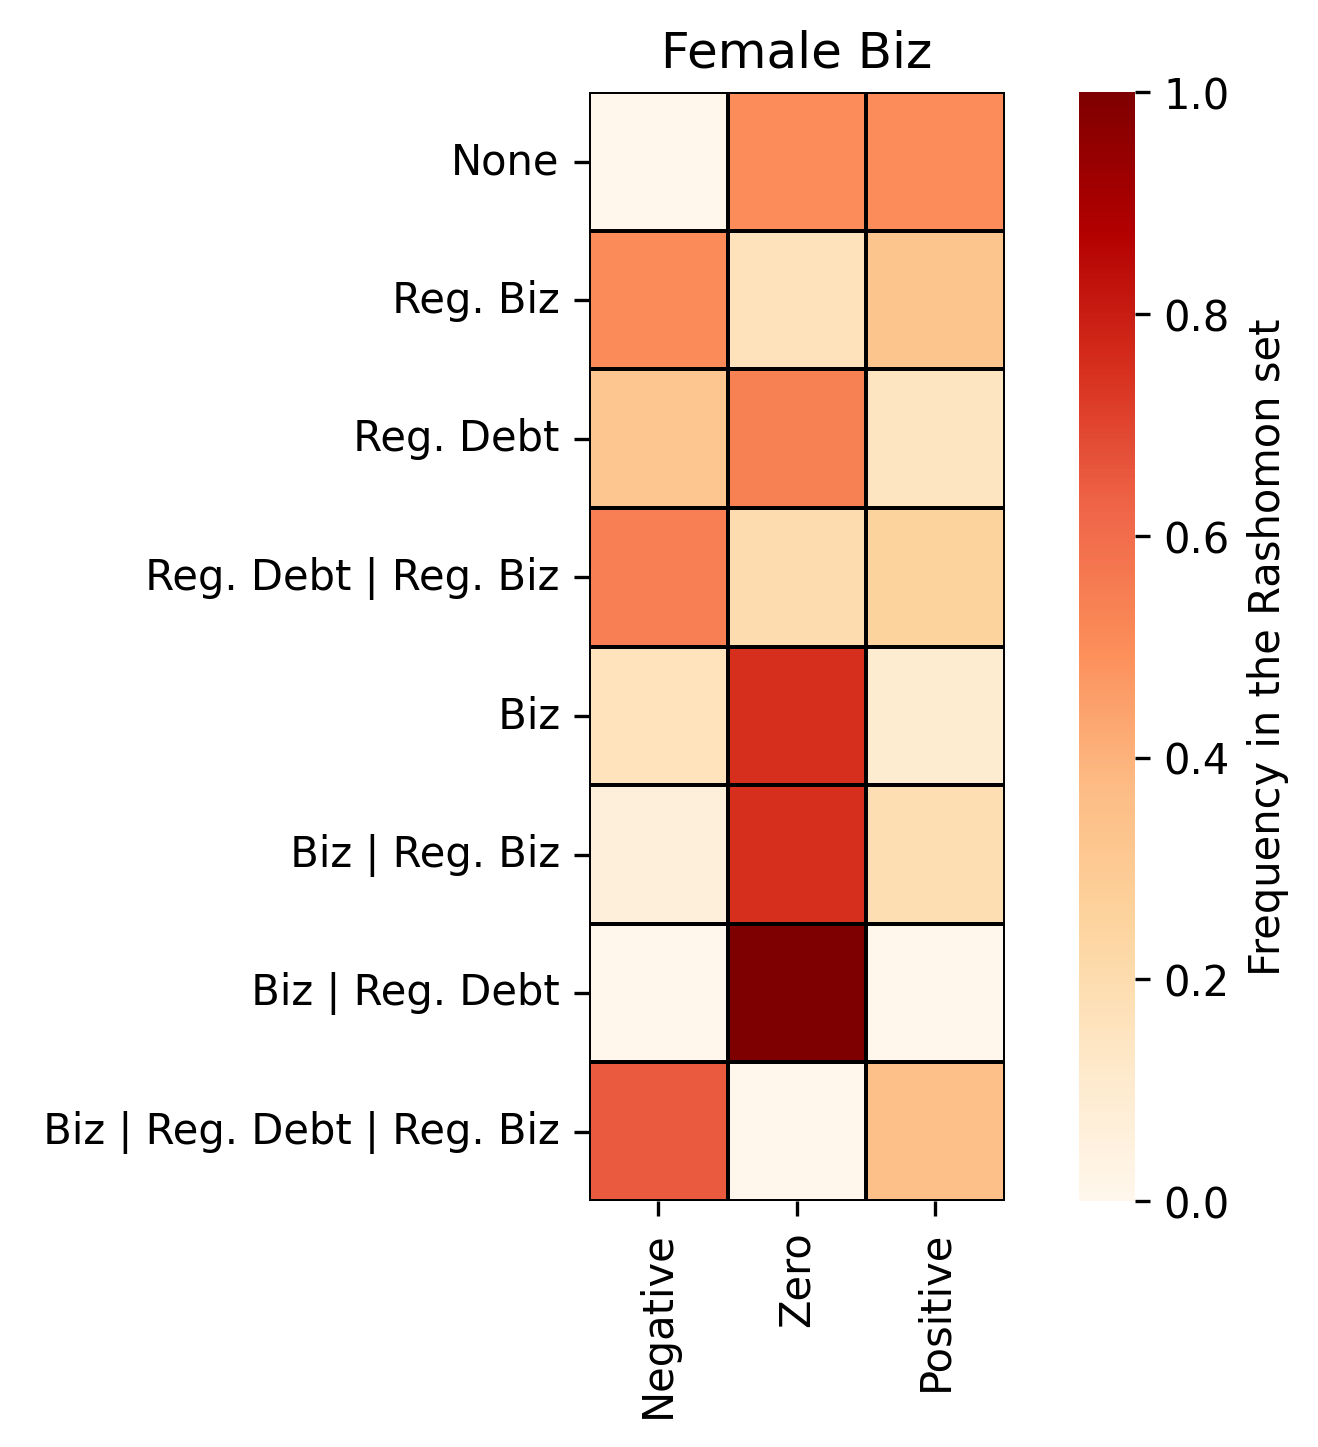 Female Biz
None
Reg. Biz
Reg. Debt
Reg. Debt | Reg. Biz
Biz
Biz | Reg. Biz
Biz | Reg. Debt
Biz | Reg. Debt | Reg. Biz
Negative
Zero
Positive
1.0
0.8
0.6
0.4
0.2
0.0
Frequency in the Rashomon set